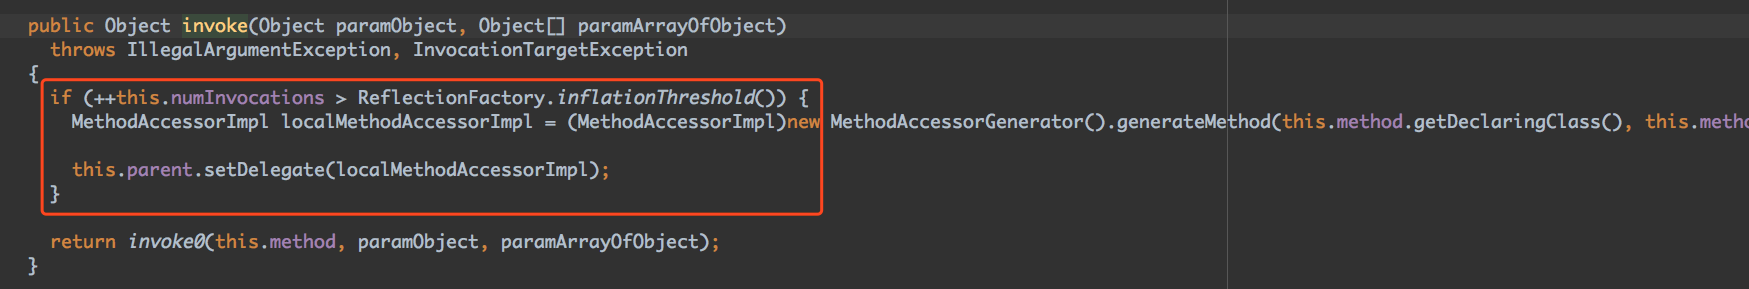 public Object invoke(Object paramObject, Object[] paramArrayOfObject)
throws IllegalArgumentException, InvocationTargetException
{
if (++this.numInvocations > ReflectionFactory.inflationThreshold()) {
MethodAccessorImpl localMethodAccessorImpl = (MethodAccessorImpl)new MethodAccessorGenerator().generateMethod(this.method.getDeclaringClass(), this.metho
this.parent.setDelegate(localMethodAccessorImpl);
}
return invoke0(this.method, paramObject, paramArrayOfObject);
}